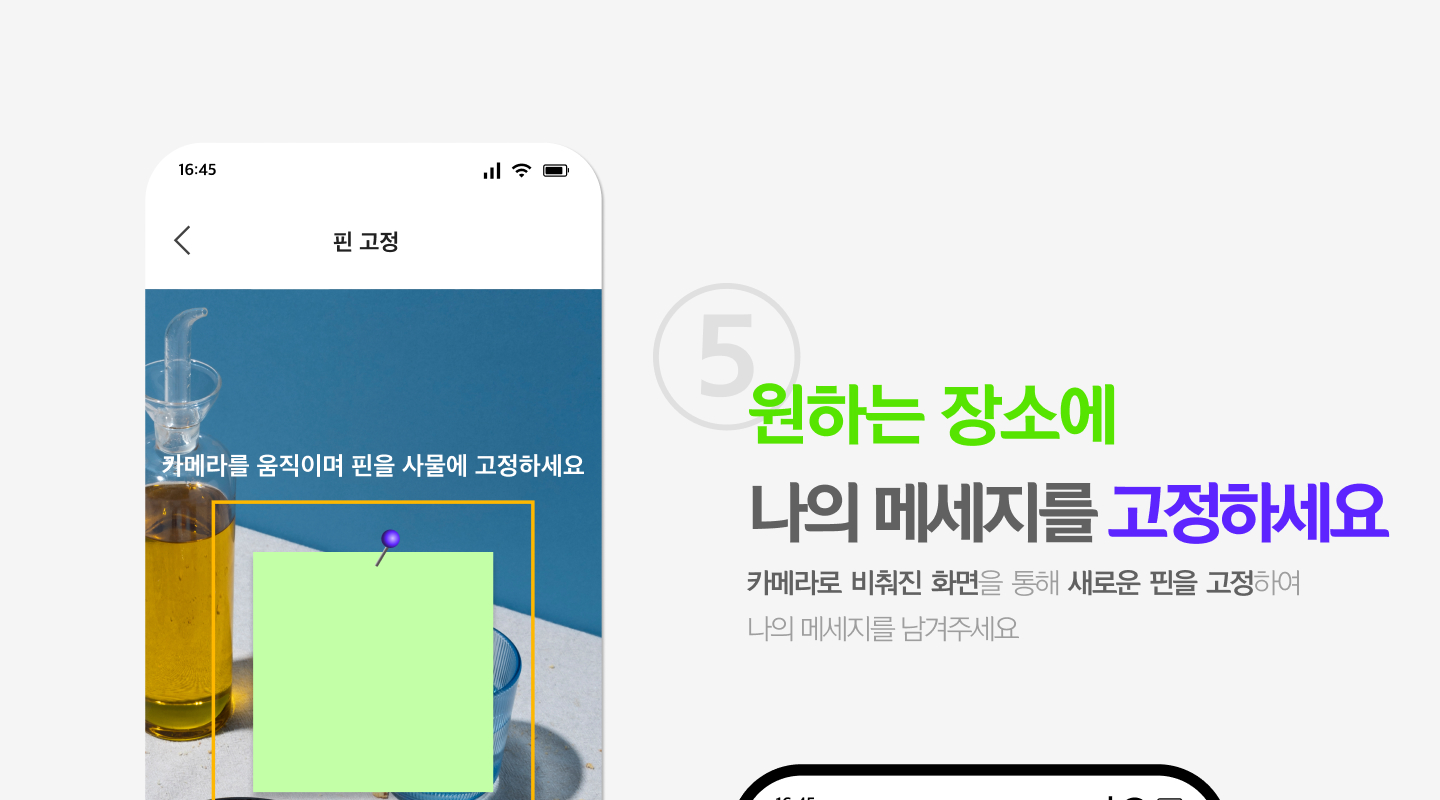 16:45
핀 고정
카메라를 움직이며 핀을 사물에 고정하세요
5
원하는 장소에
나의 메세지를 고정하세요
카메라로 비춰진 화면을 통해 새로운 핀을 고정하여
나의 메세지를 남겨주세요